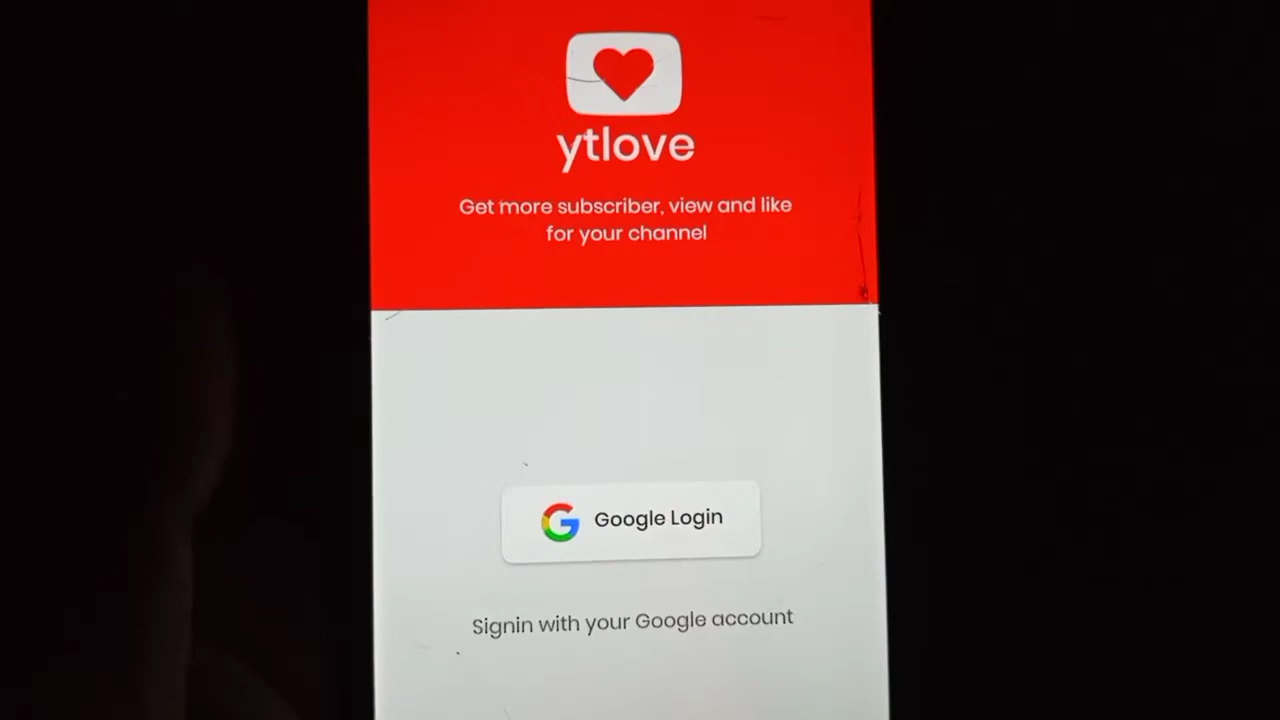 ytlove
Get more subscriber, view and like
for your channel
Google Login
Signin with your Google account